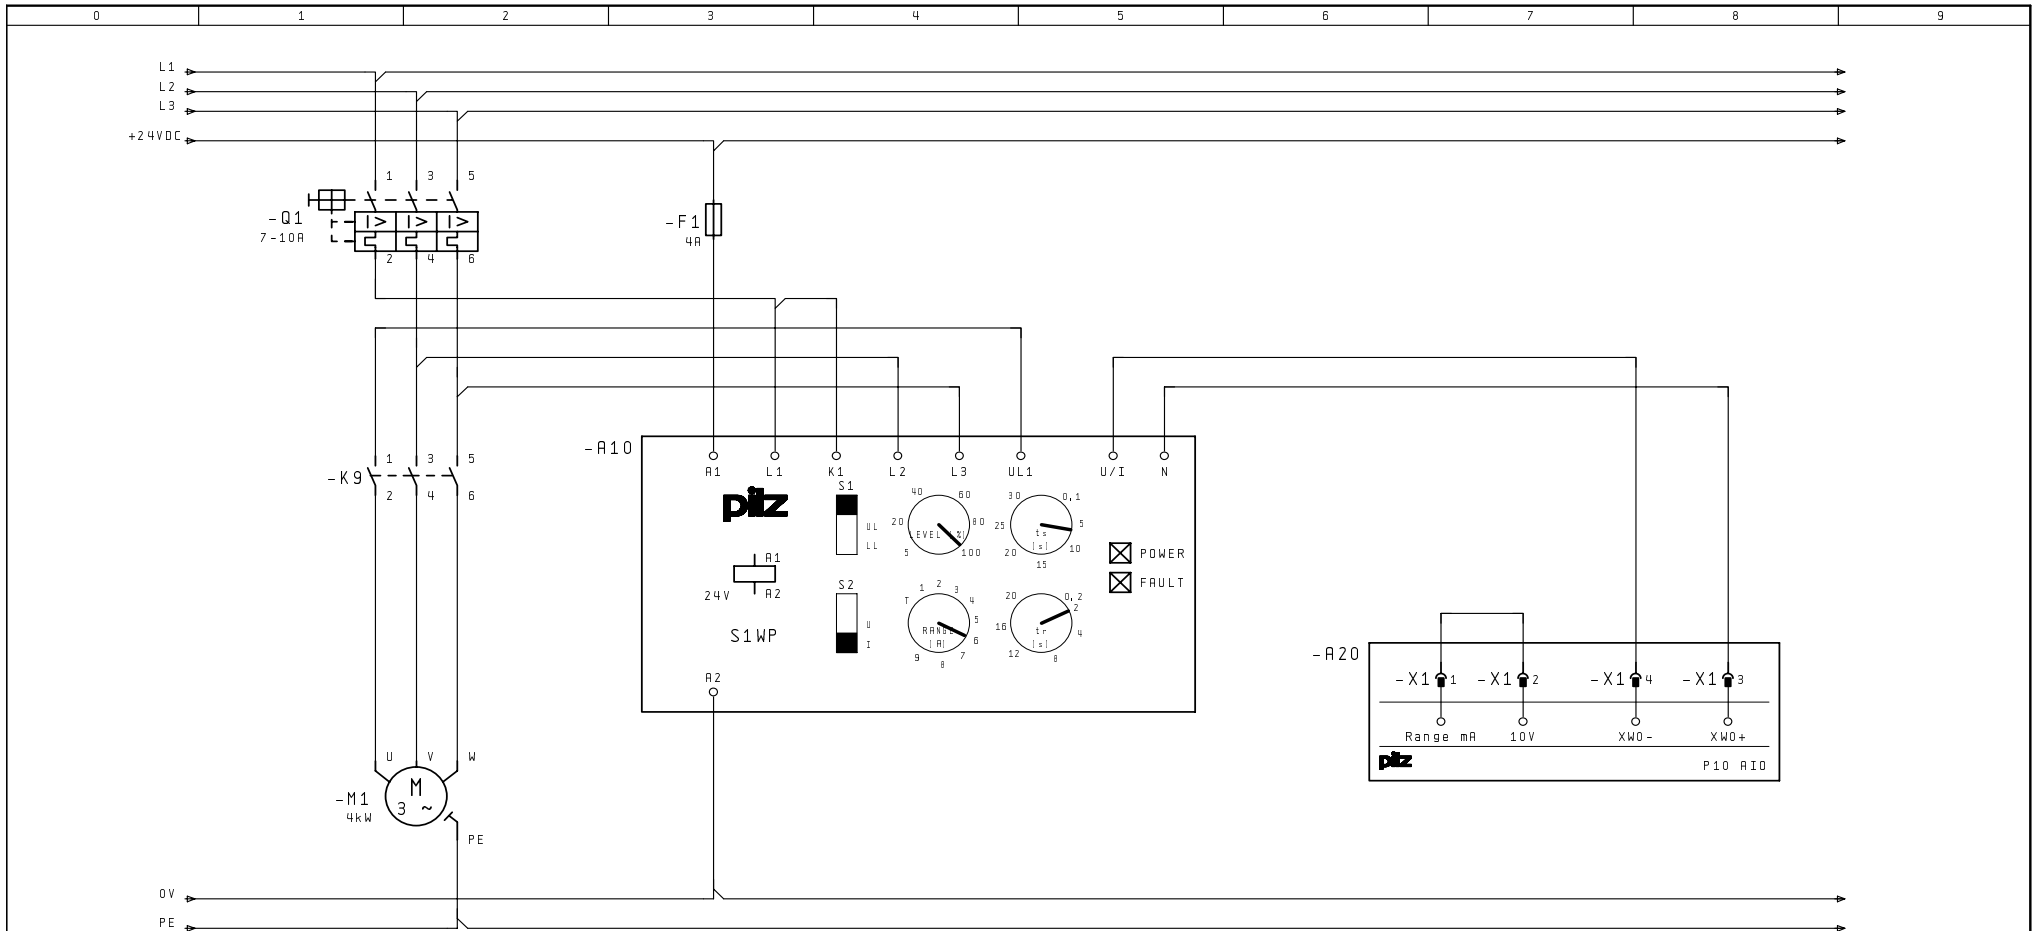 0 1 2 3 4 5 6 7 8 9
L1
L2
L3
+24VDC
1 3 5
-Q1
7-10A
2 4 6
-F1
4A
-A10
A1 L1 K1 L2 L3 UL1 U/I N
-K9
1 3 5
2 4 6
pilz
S1
UL
LL
40 60
20 80
LEVEL [%]
5 100
30 0,1
25 5
ts
[s]
20 10
15
POWER
FAULT
A1
24V A2
S1WP
S2
U
I
1 2 3
T 4
5
RANGE
[A]
6
9 8 7
20 0,2
2
16 4
tr
[s]
12 8
A2
-A20
-X1 1 -X1 2 -X1 4 -X1 3
Range mA 10V XWO- XWO+
pilz P10 AIO
U V W
M
3 ~
-M1
4kW
PE
0V
PE